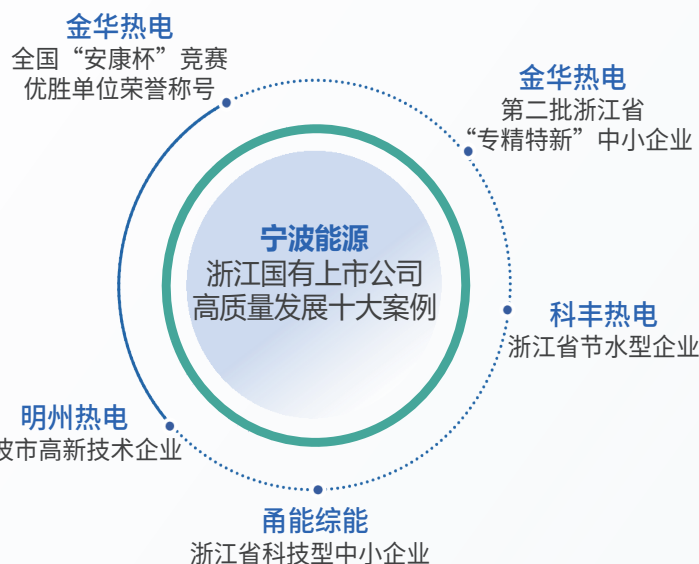 金华热电
全国“安康杯”竞赛
优胜单位荣誉称号
金华热电
第二批浙江省
“专精特新”中小企业
宁波能源
浙江国有上市公司
高质量发展十大案例
科丰热电
浙江省节水型企业
明州热电
波市高新技术企业
甬能综能
浙江省科技型中小企业